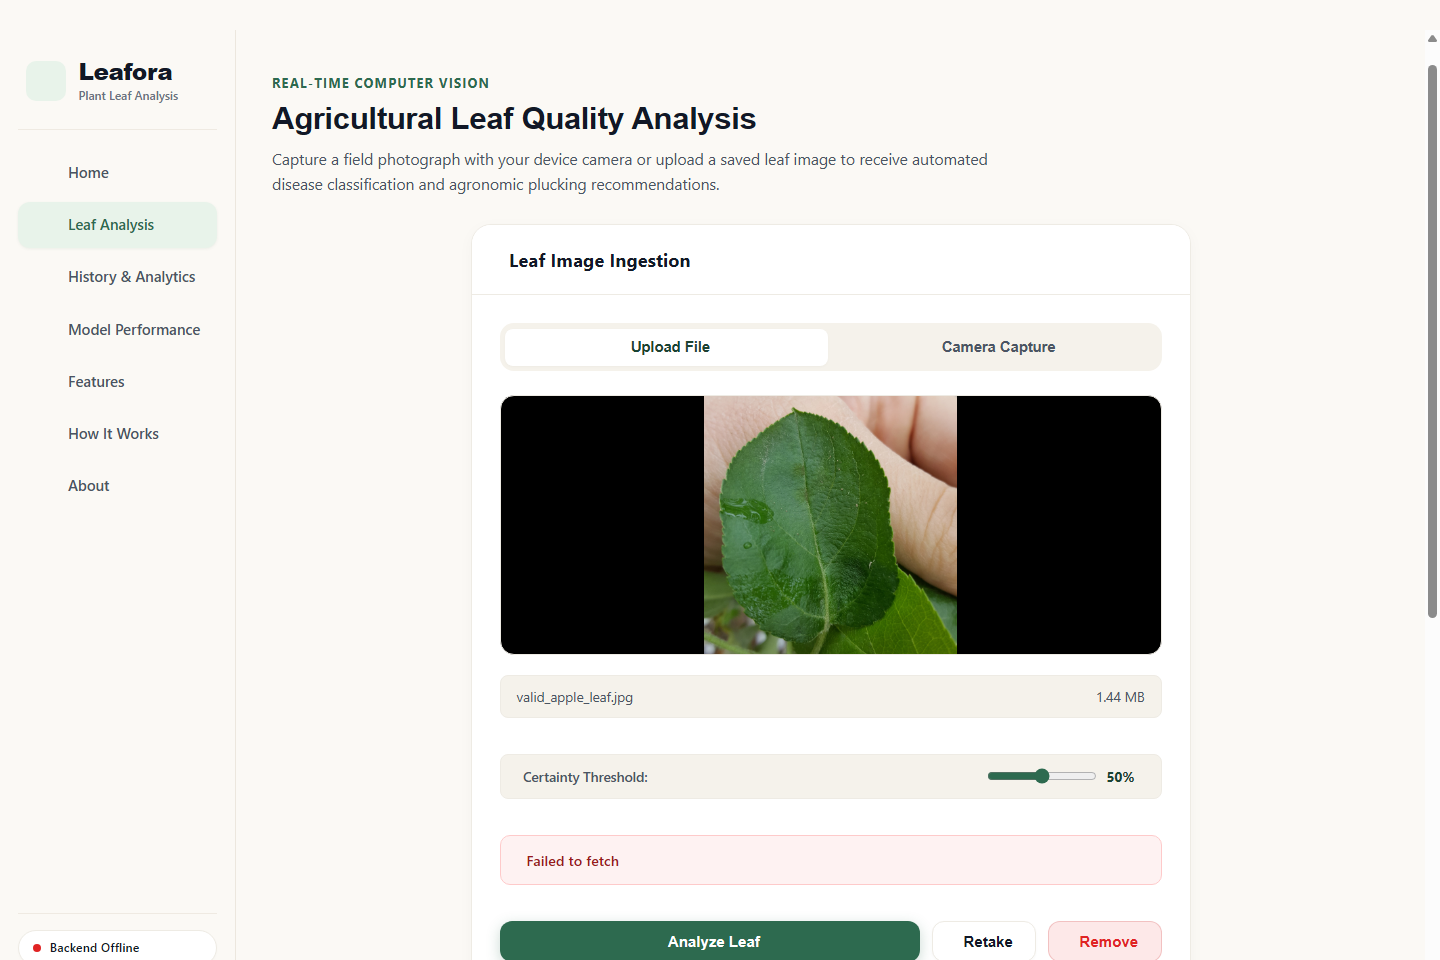 Leafora
Plant Leaf Analysis
Home
Leaf Analysis
History & Analytics
Model Performance
Features
How It Works
About
Backend Offline
REAL-TIME COMPUTER VISION
Agricultural Leaf Quality Analysis
Capture a field photograph with your device camera or upload a saved leaf image to receive automated
disease classification and agronomic plucking recommendations.
Leaf Image Ingestion
Upload File
Camera Capture
valid_apple_leaf.jpg
1.44 MB
Certainty Threshold:
50%
Failed to fetch
Analyze Leaf
Retake
Remove